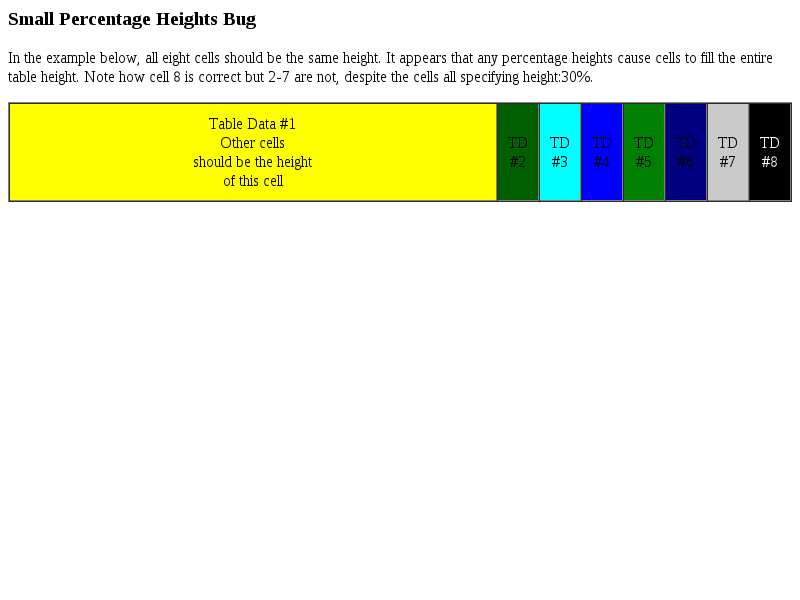 Small Percentage Heights Bug
In the example below, all eight cells should be the same height. It appears that any percentage heights cause cells to fill the entire
table height. Note how cell 8 is correct but 2-7 are not, despite the cells all specifying height:30%.
Table Data #1
Other cells
should be the height
of this cell
TD
#2
TD
#3
TD
#4
TD
#5
TD
#6
TD
#7
TD
#8